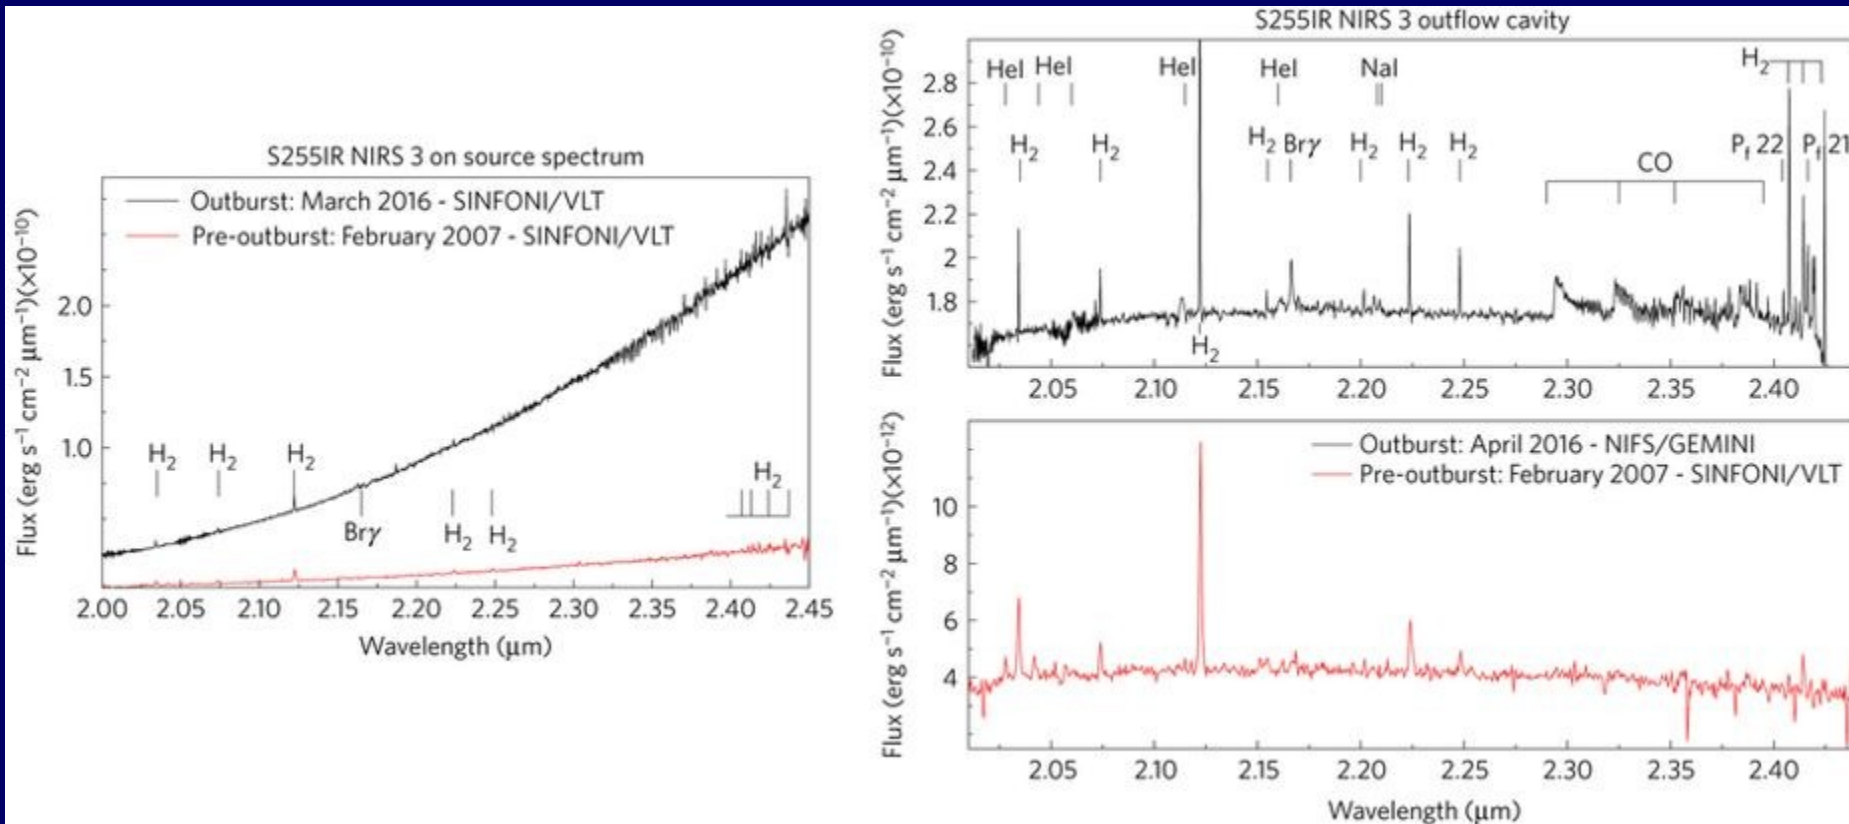 S255IR NIRS 3 on source spectrum
Outburst: March 2016 - SINFONI/VLT
Pre-outburst: February 2007 - SINFONI/VLT
Flux (erg s⁻¹ cm⁻² μm⁻¹)(×10⁻¹⁰)
2.0
1.5
1.0
H₂ H₂ H₂ H₂
Brγ H₂ H₂
2.00 2.05 2.10 2.15 2.20 2.25 2.30 2.35 2.40 2.45
Wavelength (μm)
S255IR NIRS 3 outflow cavity
Flux (erg s⁻¹ cm⁻² μm⁻¹)(×10⁻¹⁰)
HeI HeI HeI HeI NaI H₂
H₂ H₂ H₂ Brγ H₂ H₂ H₂ CO Pf 22 Pf 21
H₂
2.8
2.6
2.4
2.2
2
1.8
2.05 2.10 2.15 2.20 2.25 2.30 2.35 2.40
Outburst: April 2016 - NIFS/GEMINI
Pre-outburst: February 2007 - SINFONI/VLT
Flux (erg s⁻¹ cm⁻² μm⁻¹)(×10⁻¹²)
10
8
6
4
2.05 2.10 2.15 2.20 2.25 2.30 2.35 2.40
Wavelength (μm)